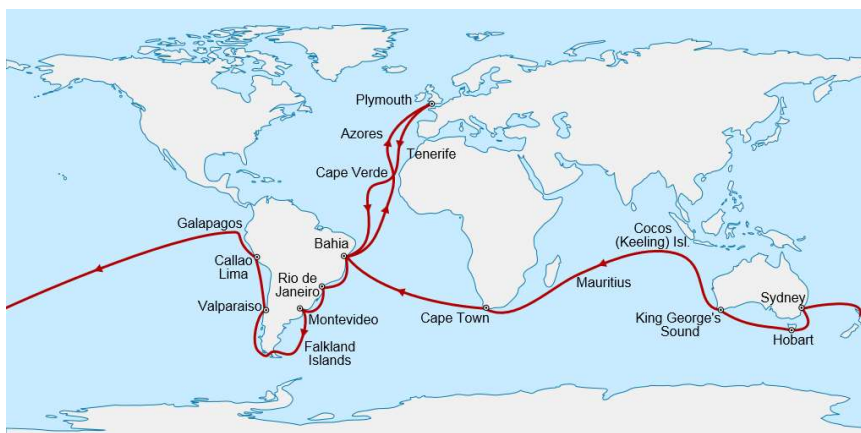 Plymouth
Azores
Tenerife
Cape Verde
Galapagos
Bahia
Cocos
(Keeling) Isl.
Callao
Lima
Rio de
Janeiro
Mauritius
Valparaiso
Montevideo
Cape Town
King George's
Sound
Sydney
Hobart
Falkland
Islands